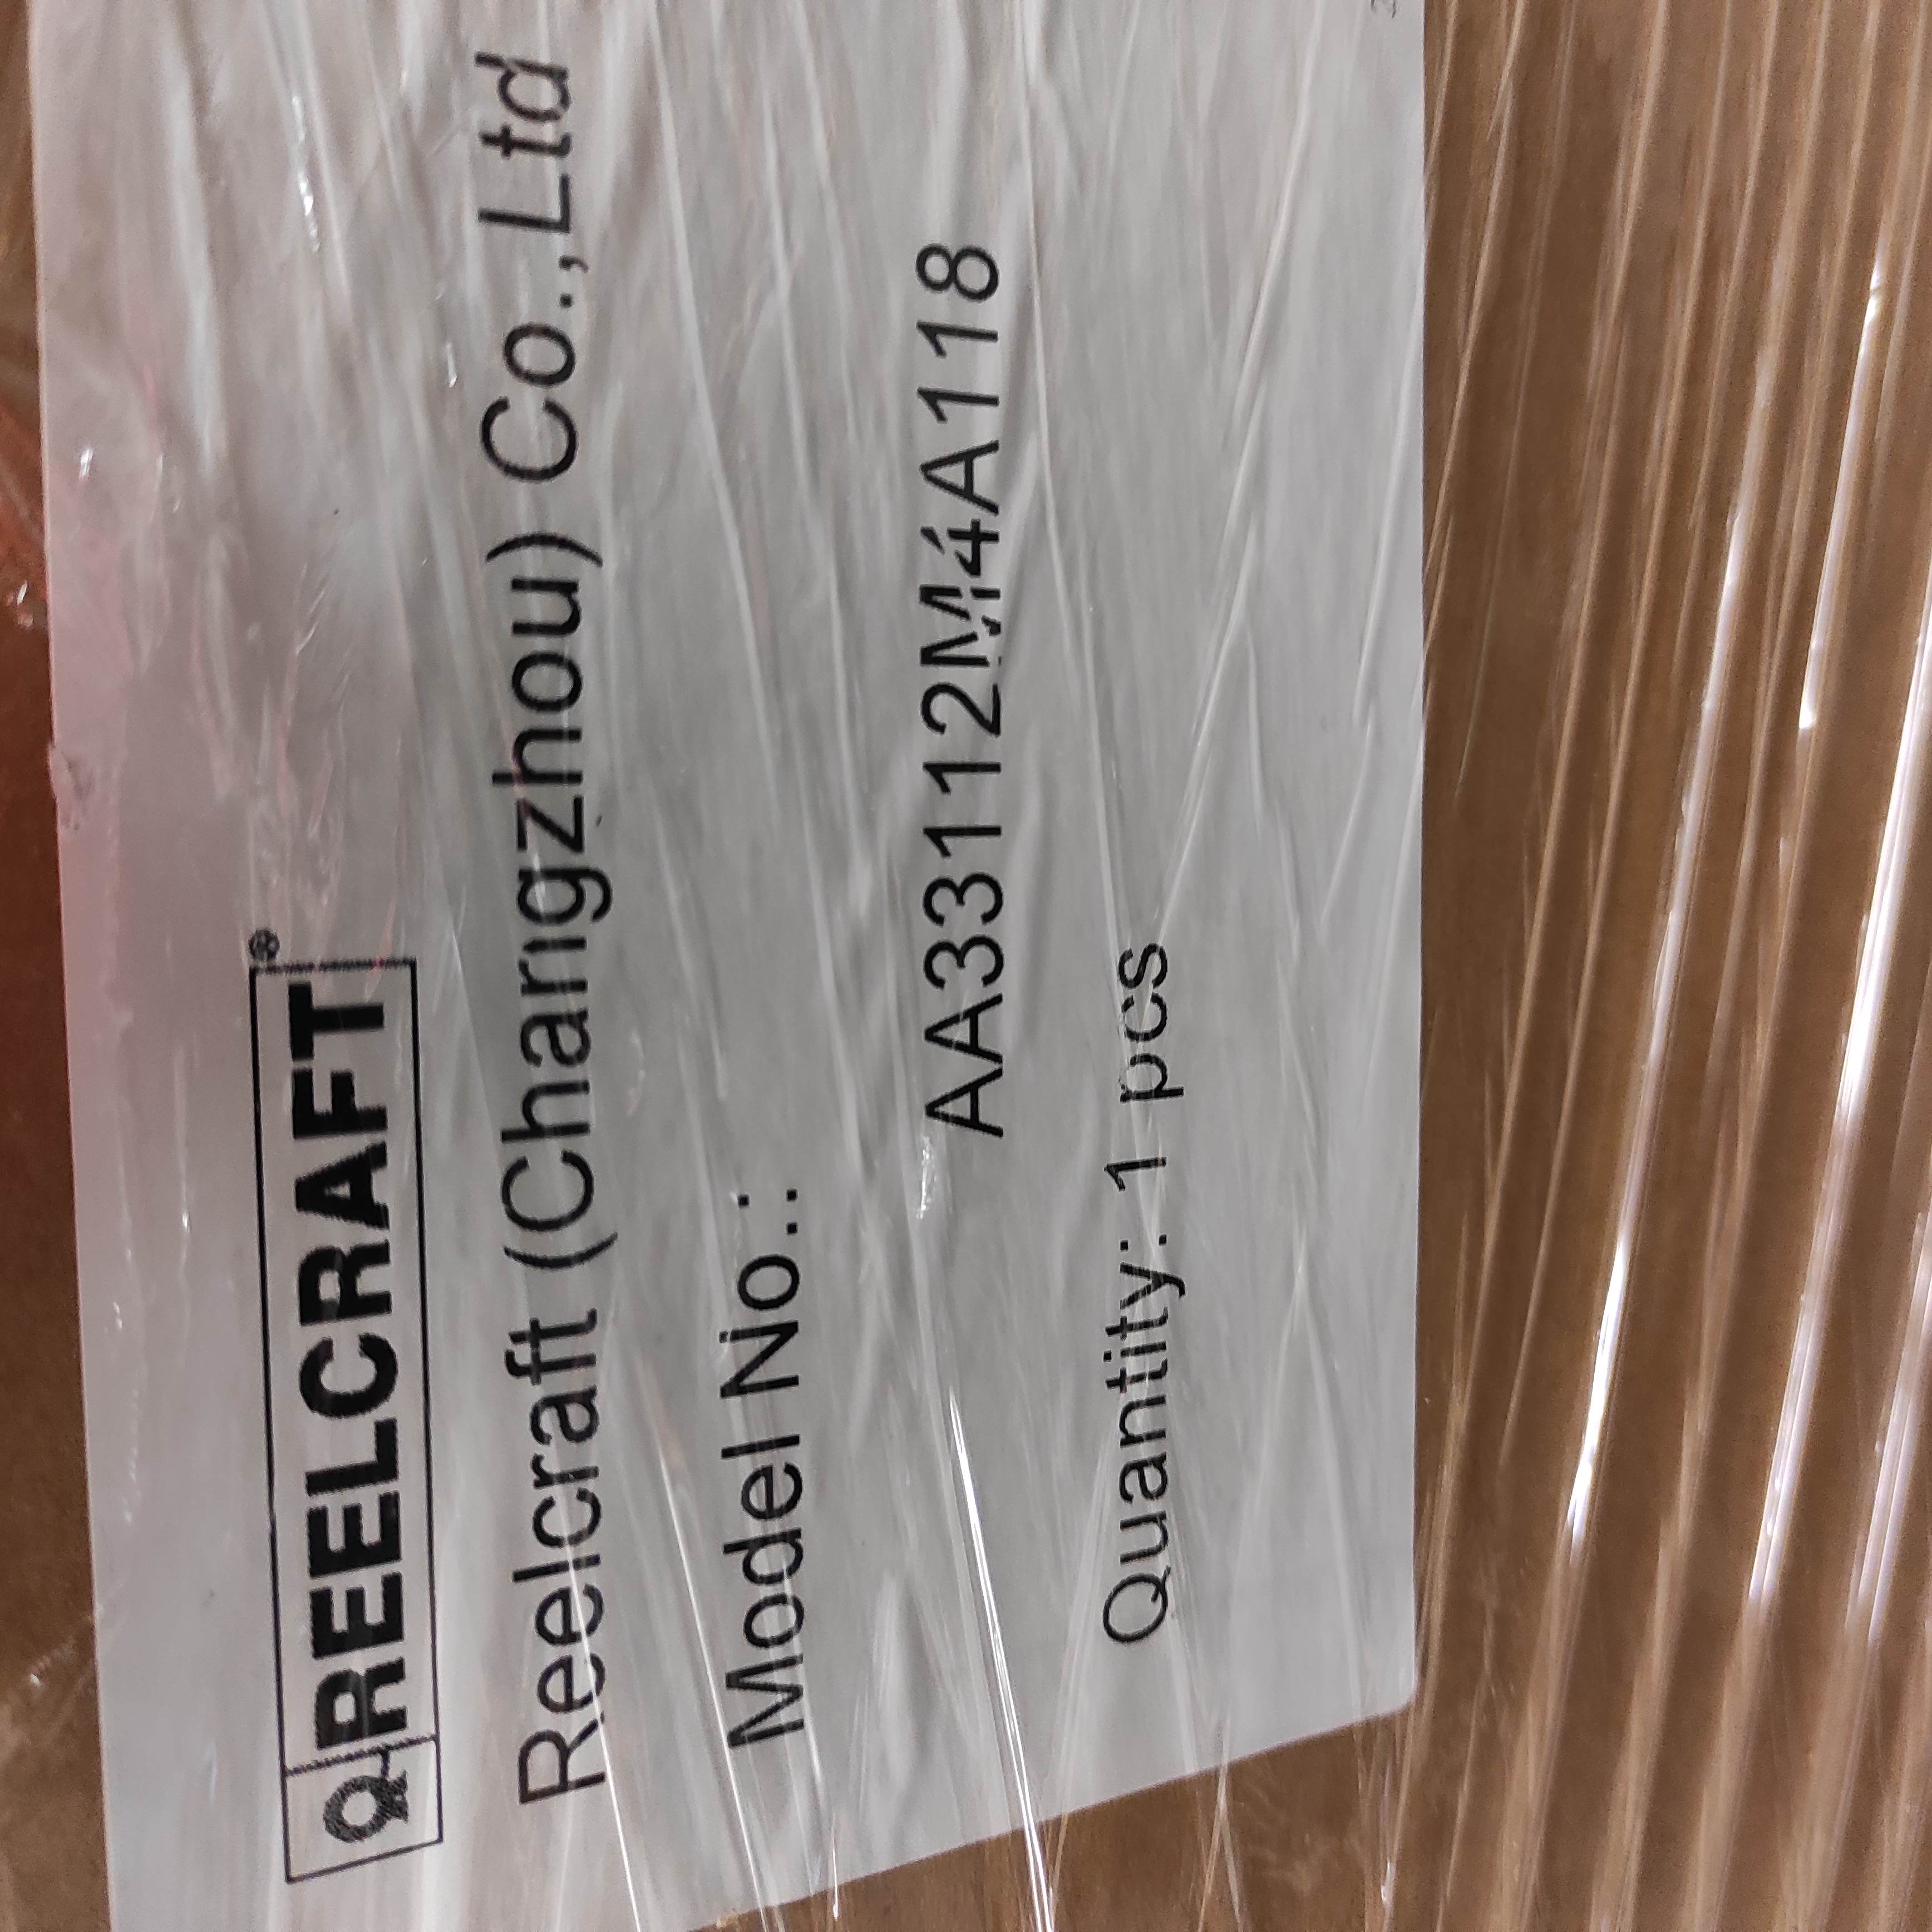 REELCRAFT®
Reelcraft (Changzhou) Co.,Ltd
Model No.:
AA33112M4A118
Quantity: 1 pcs